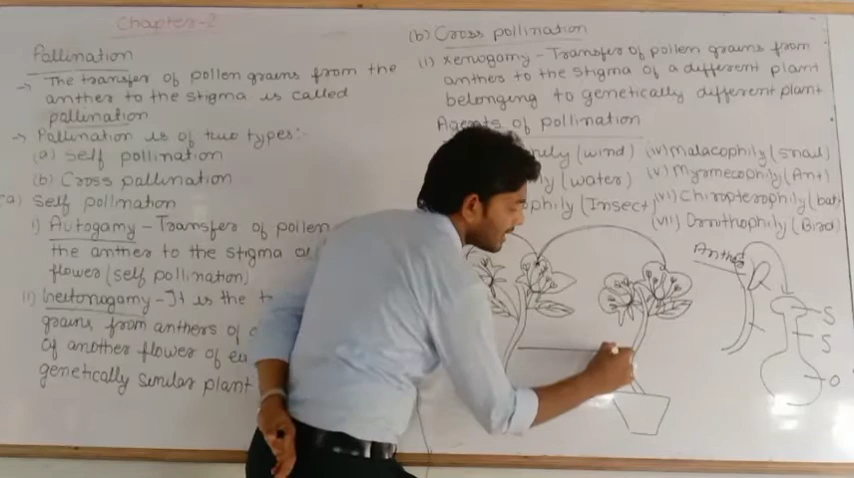 Chapter-2
Pallination
→ The transfer of pollen grains from the
anther to the stigma is called
pollination
→ Pallination is of two types:-
(a) Self pollination
(b) Cross pallination
(a) Self pollination
i) Autogamy - Transfer of pollen
the anther to the stigma
flower (self pollination)
ii) Geitonogamy - It is the
grains from anthers of
of another flower of
genetically similar plant
(b) Cross pollination
(i) Xenogamy - Transfer of pollen grains from
anther to the stigma of a different plant
belonging to genetically different plant
Agents of pollination
(wind) (iv) Malacophily (snail)
(water) (v) Myrmecophily (Ant)
(Insect) (vi) Chiropterophily (bat)
(vii) Ornithophily (Bird)
Anther
S
S
O